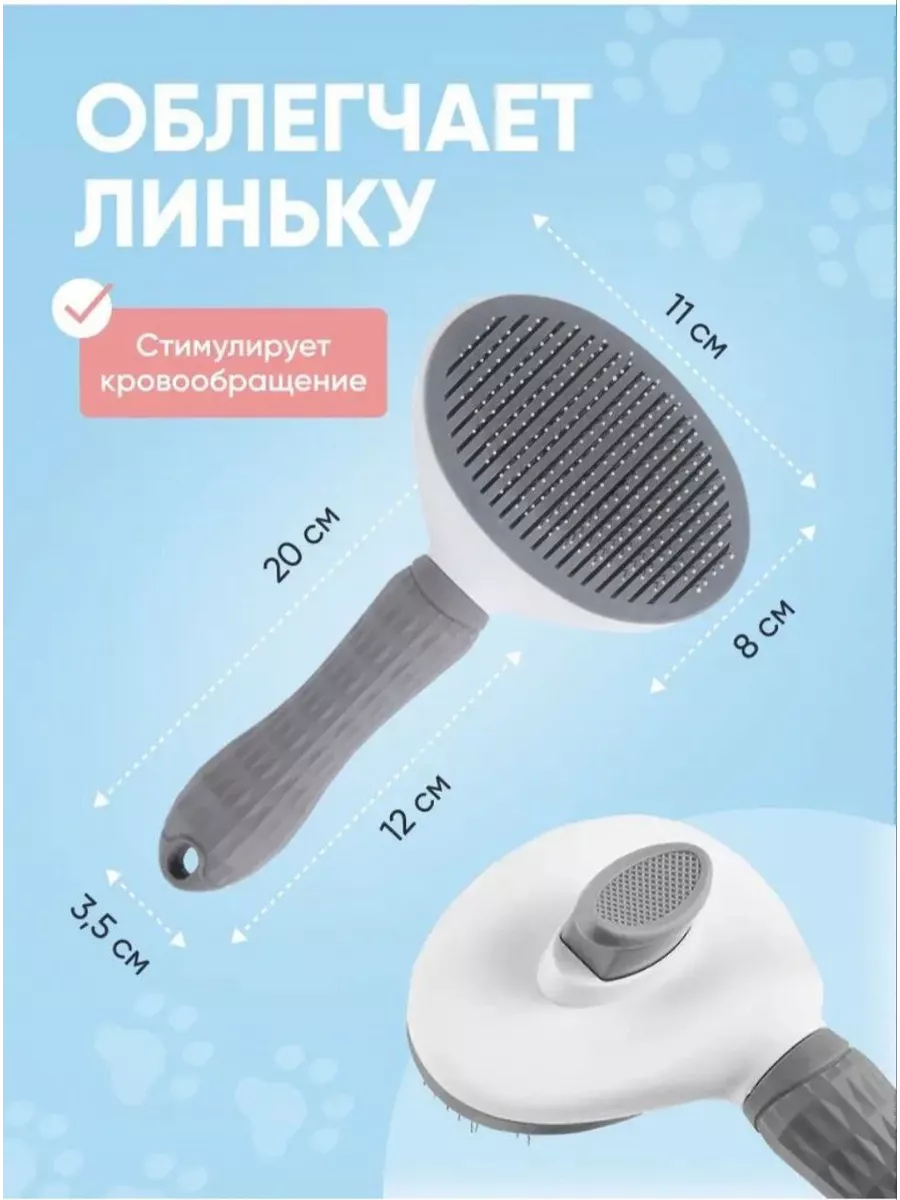 ОБЛЕГЧАЕТ
ЛИНЬКУ
Стимулирует
кровообращение
11 см
20 см
8 см
12 см
3,5 см